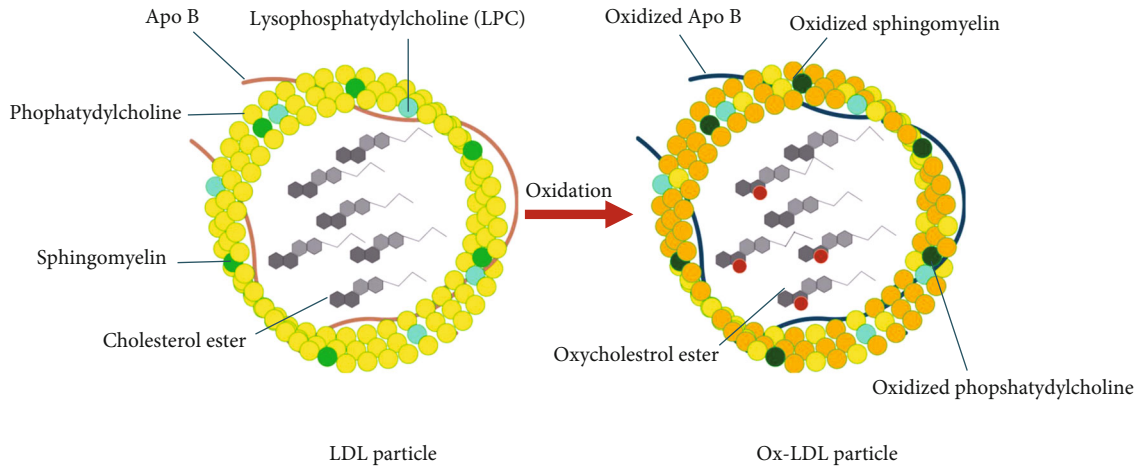 Apo B
Lysophosphatydylcholine (LPC)
Oxidized Apo B
Oxidized sphingomyelin
Phophatydylcholine
Oxidation
Sphingomyelin
Cholesterol ester
Oxycholestrol ester
Oxidized phopshatydylcholine
LDL particle
Ox-LDL particle